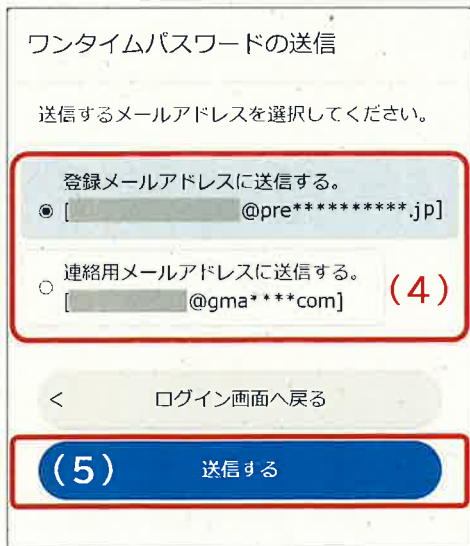 ワンタイムパスワードの送信
送信するメールアドレスを選択してください。
登録メールアドレスに送信する。
[ @pre**********.jp]
連絡用メールアドレスに送信する。
[ @gma****com]
(4)
< ログイン画面へ戻る
(5) 送信する